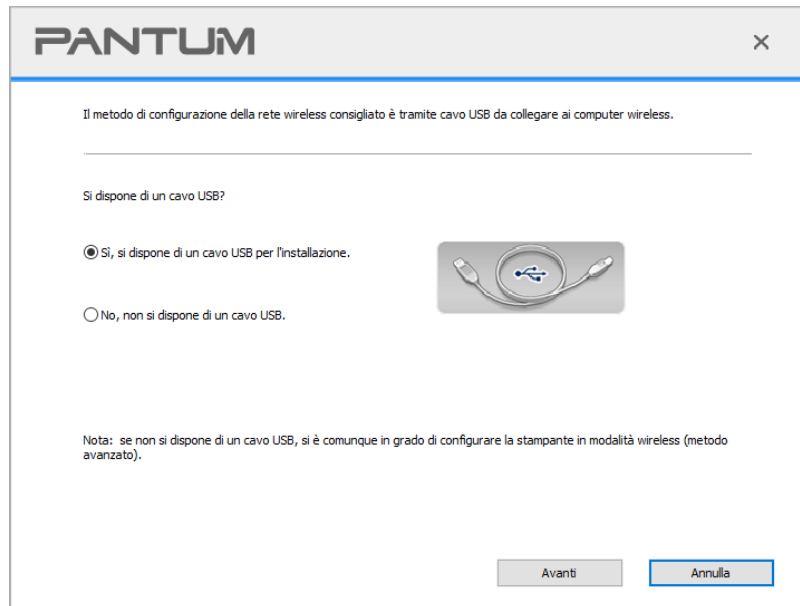 PANTUM
Il metodo di configurazione della rete wireless consigliato è tramite cavo USB da collegare ai computer wireless.
Si dispone di un cavo USB?
Sì, si dispone di un cavo USB per l'installazione.
No, non si dispone di un cavo USB.
Nota: se non si dispone di un cavo USB, si è comunque in grado di configurare la stampante in modalità wireless (metodo
avanzato).
Avanti
Annulla